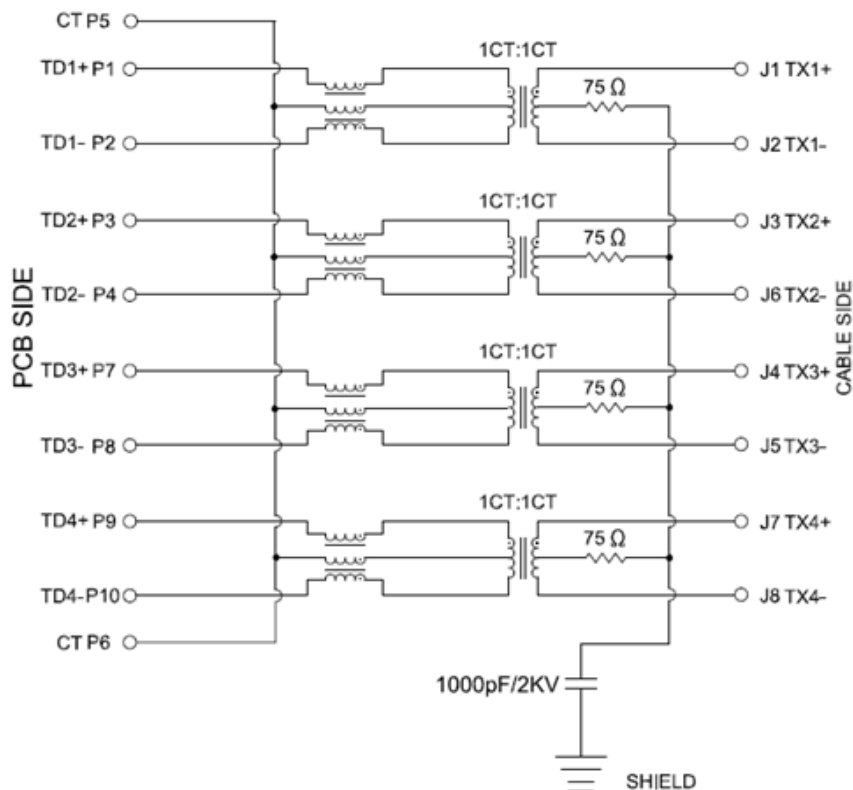 CT P5
1CT:1CT
TD1+ P1
J1 TX1+
75 Ω
TD1- P2
J2 TX1-
1CT:1CT
TD2+ P3
J3 TX2+
75 Ω
TD2- P4
J6 TX2-
PCB SIDE
CABLE SIDE
1CT:1CT
TD3+ P7
J4 TX3+
75 Ω
TD3- P8
J5 TX3-
1CT:1CT
TD4+ P9
J7 TX4+
75 Ω
TD4- P10
J8 TX4-
CT P6
1000pF/2KV
SHIELD